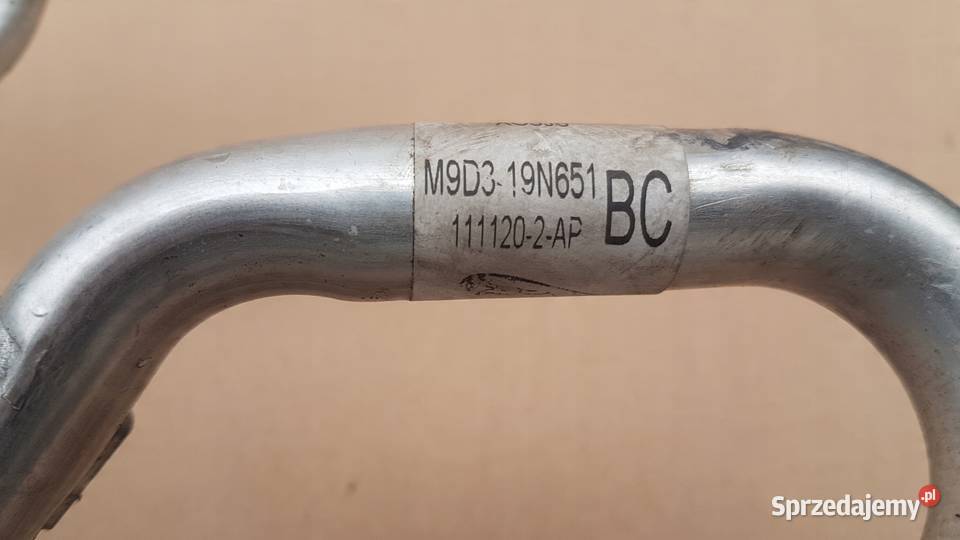 M9D3-19N651
111120-2-AP
BC
Sprzedajemy.pl